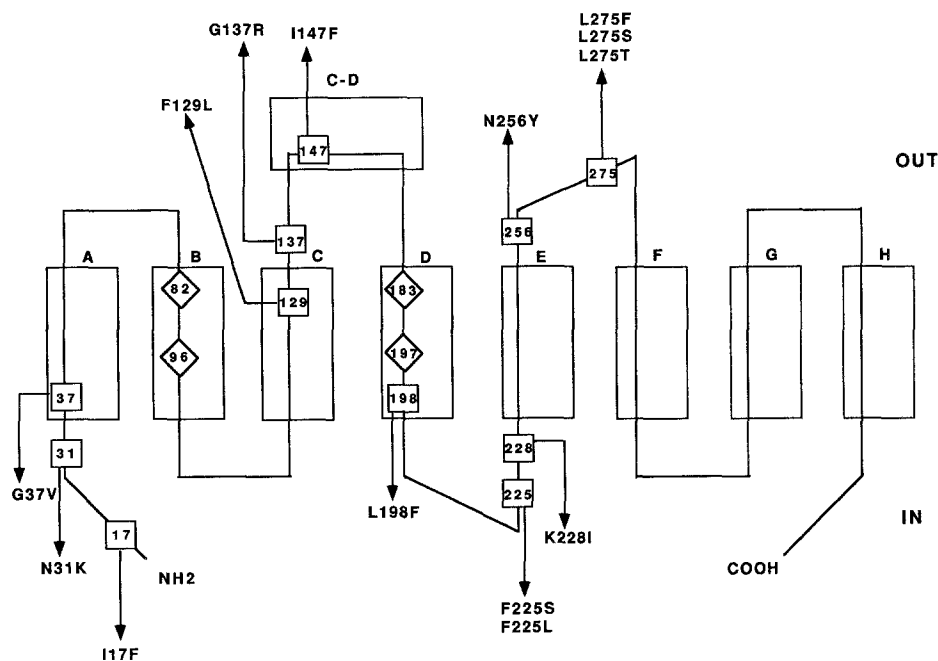 L275F
L275S
L275T
G137R
I147F
C-D
F129L
N256Y
OUT
147
275
256
137
A
B
C
D
E
F
G
H
82
129
183
96
197
37
198
31
228
225
G37V
L198F
K228I
IN
17
N31K
NH2
COOH
F225S
F225L
I17F